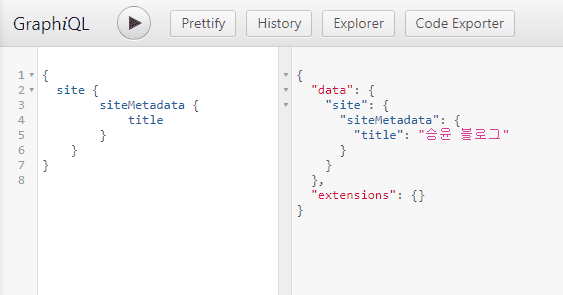 GraphiQL Prettify History Explorer Code Exporter
1 {
2 site {
3 siteMetadata {
4 title
5 }
6 }
7 }
8
{
"data": {
"site": {
"siteMetadata": {
"title": "승윤 블로그"
}
}
},
"extensions": {}
}